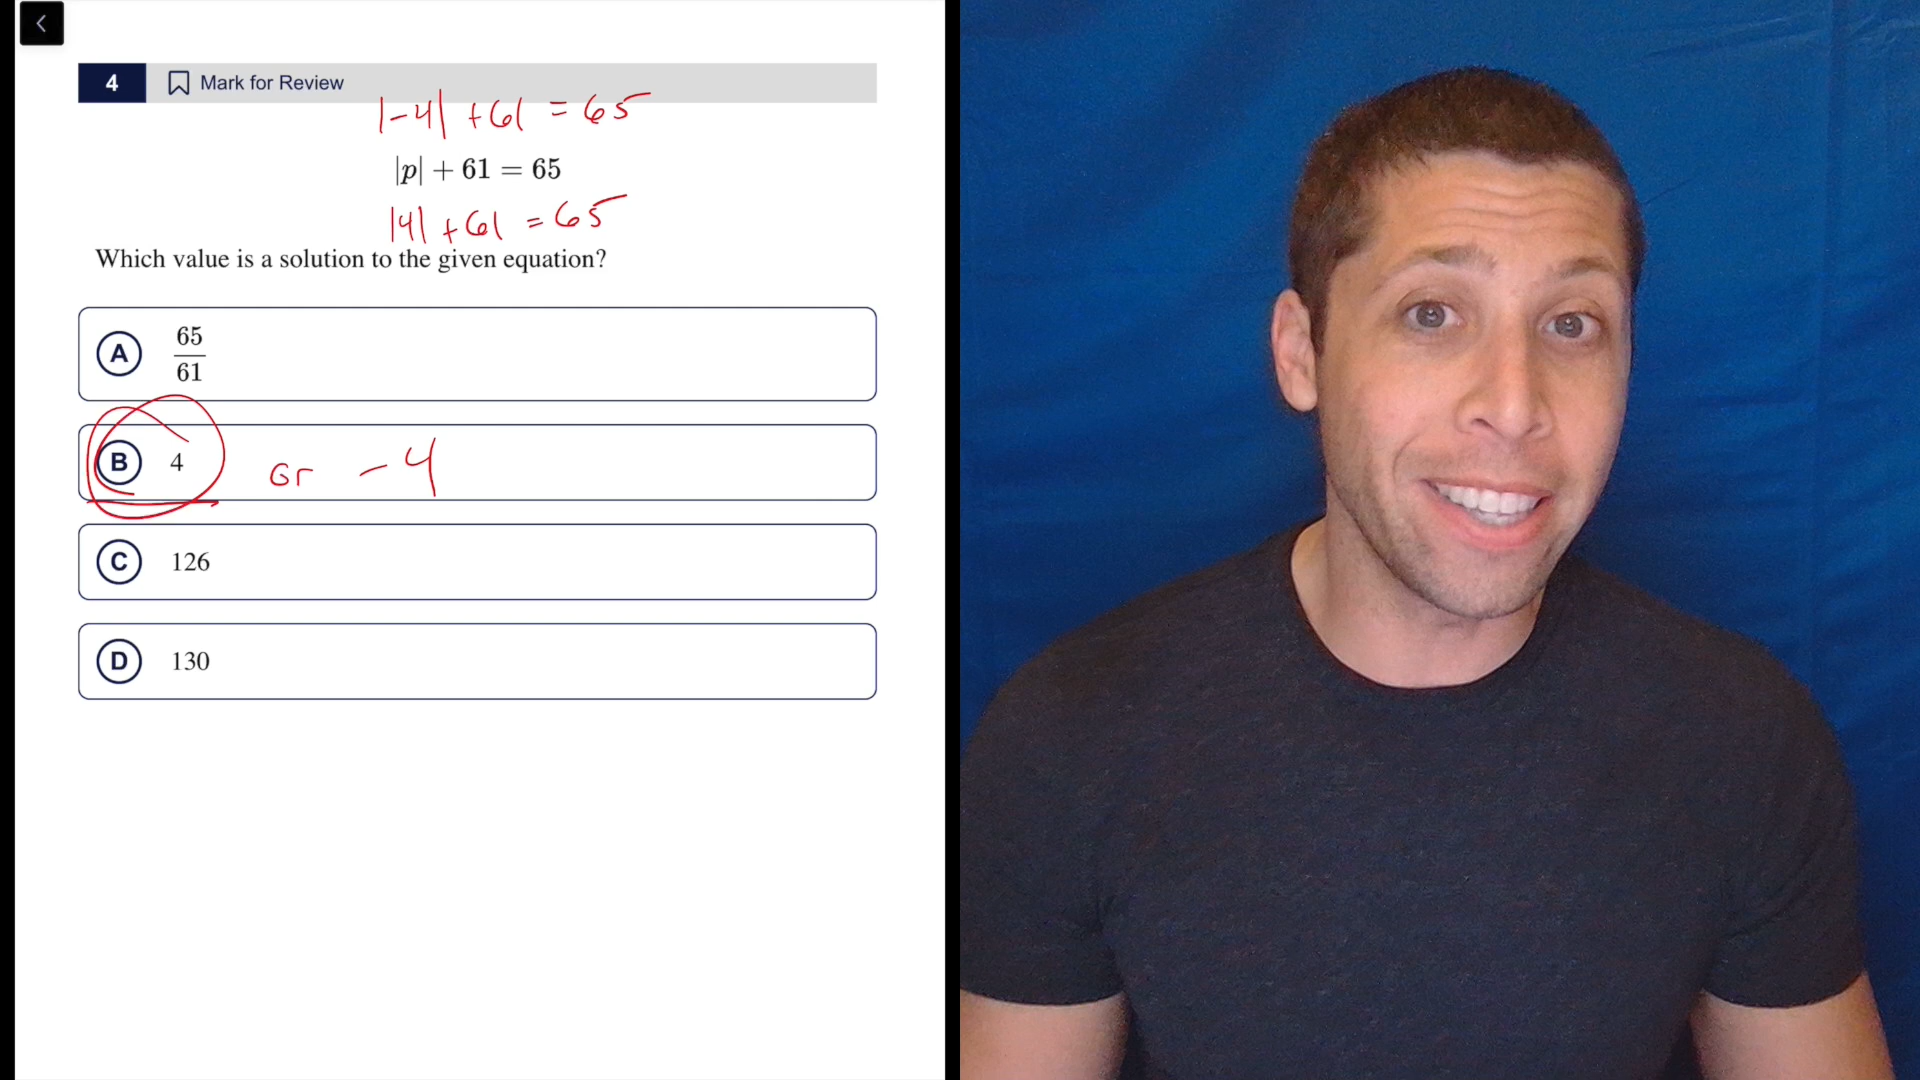 4 Mark for Review
|-4| + 61 = 65
|p| + 61 = 65
|4| + 61 = 65
Which value is a solution to the given equation?
A 65/61
B 4 or -4
C 126
D 130